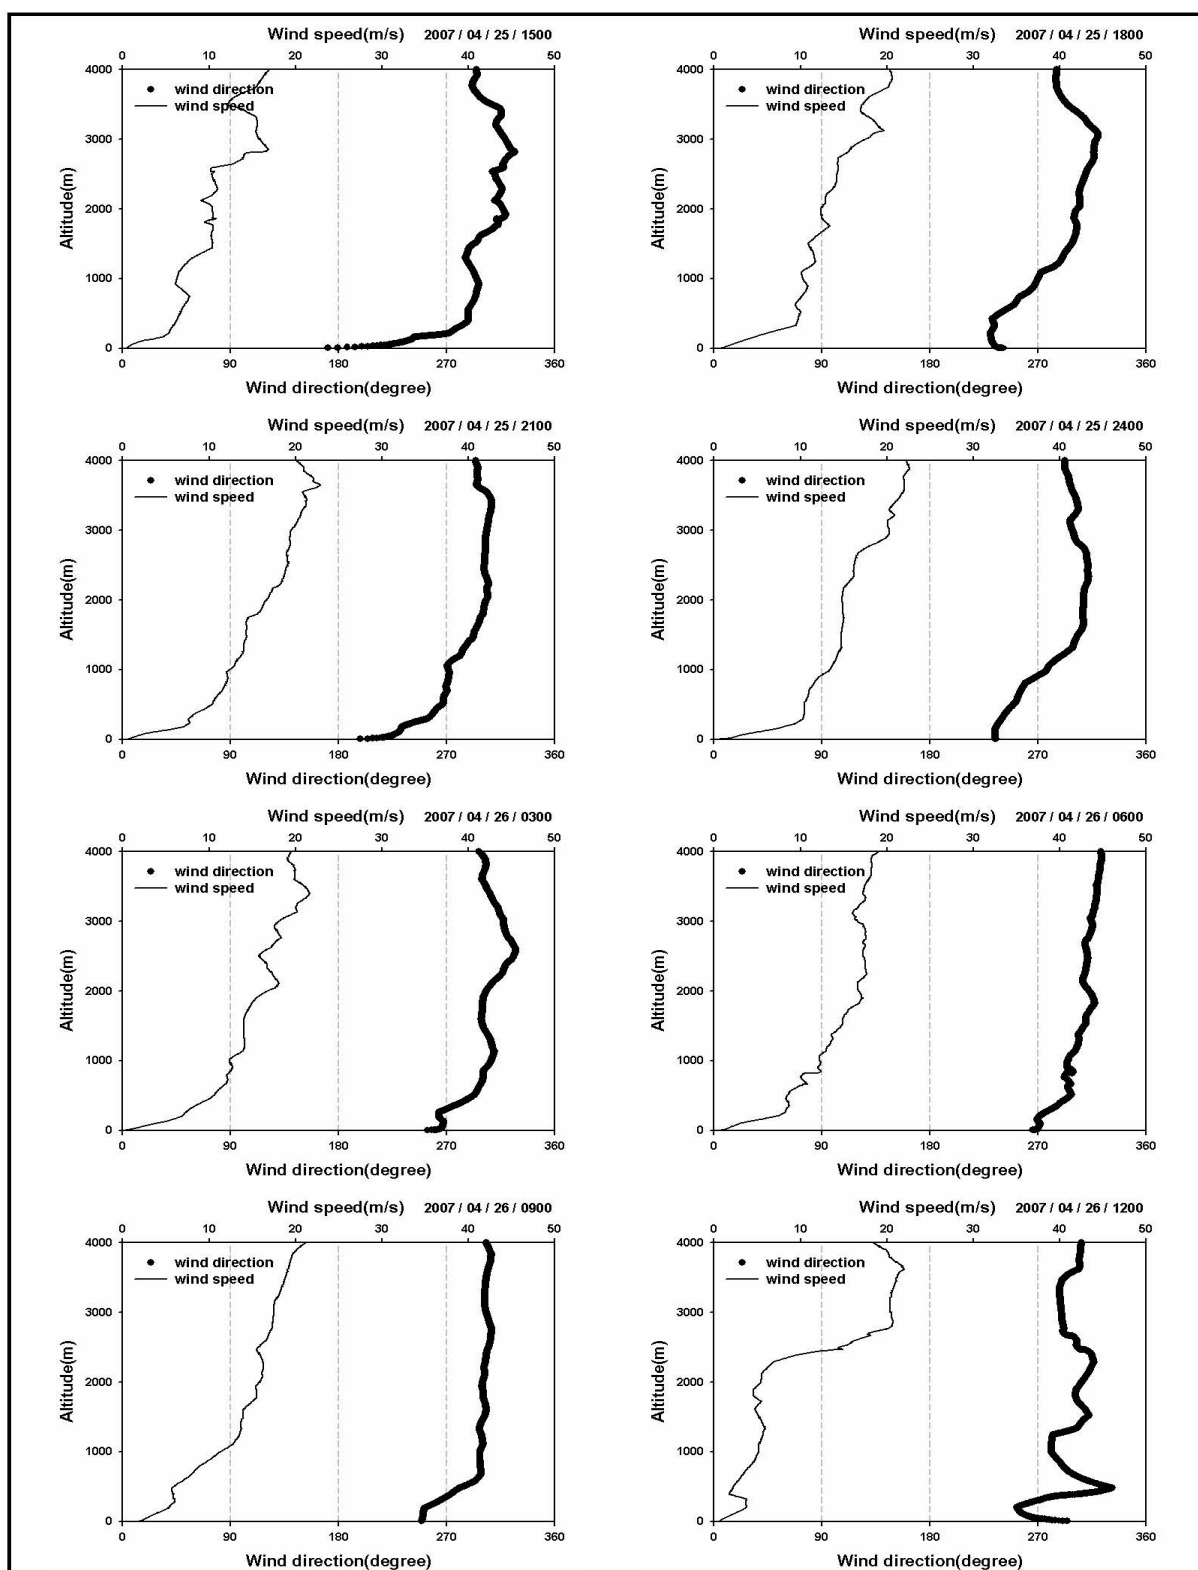 Wind speed(m/s) 2007 / 04 / 25 / 1500
0 10 20 30 40 50
4000
3000
2000
1000
0
Altitude(m)
wind direction
wind speed
0 90 180 270 360
Wind direction(degree)
Wind speed(m/s) 2007 / 04 / 25 / 1800
0 10 20 30 40 50
4000
3000
2000
1000
0
Altitude(m)
wind direction
wind speed
0 90 180 270 360
Wind direction(degree)
Wind speed(m/s) 2007 / 04 / 25 / 2100
0 10 20 30 40 50
4000
3000
2000
1000
0
Altitude(m)
wind direction
wind speed
0 90 180 270 360
Wind direction(degree)
Wind speed(m/s) 2007 / 04 / 25 / 2400
0 10 20 30 40 50
4000
3000
2000
1000
0
Altitude(m)
wind direction
wind speed
0 90 180 270 360
Wind direction(degree)
Wind speed(m/s) 2007 / 04 / 26 / 0300
0 10 20 30 40 50
4000
3000
2000
1000
0
Altitude(m)
wind direction
wind speed
0 90 180 270 360
Wind direction(degree)
Wind speed(m/s) 2007 / 04 / 26 / 0600
0 10 20 30 40 50
4000
3000
2000
1000
0
Altitude(m)
wind direction
wind speed
0 90 180 270 360
Wind direction(degree)
Wind speed(m/s) 2007 / 04 / 26 / 0900
0 10 20 30 40 50
4000
3000
2000
1000
0
Altitude(m)
wind direction
wind speed
0 90 180 270 360
Wind direction(degree)
Wind speed(m/s) 2007 / 04 / 26 / 1200
0 10 20 30 40 50
4000
3000
2000
1000
0
Altitude(m)
wind direction
wind speed
0 90 180 270 360
Wind direction(degree)